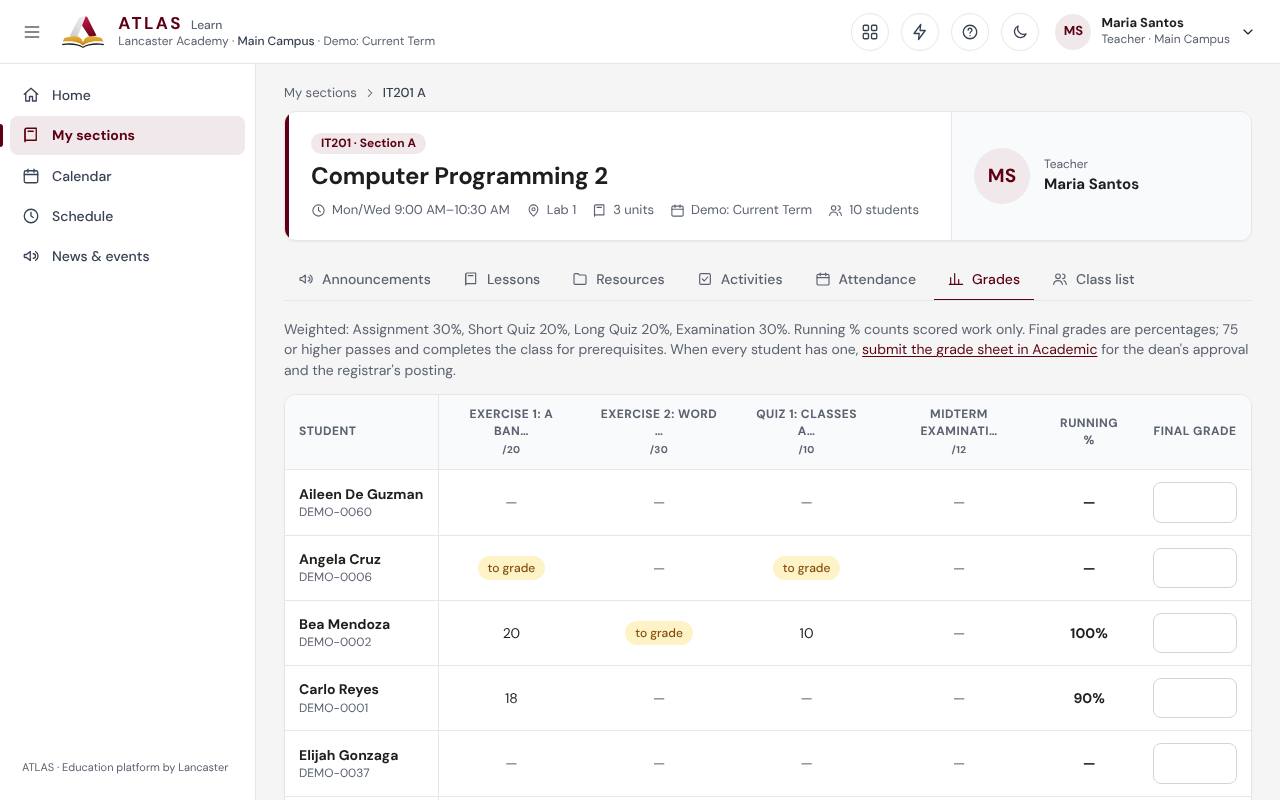 ATLAS Learn
Lancaster Academy · Main Campus · Demo: Current Term
MS
Maria Santos
Teacher · Main Campus
Home
My sections
Calendar
Schedule
News & events
ATLAS · Education platform by Lancaster
My sections > IT201 A
IT201 · Section A
Computer Programming 2
Mon/Wed 9:00 AM–10:30 AM Lab 1 3 units Demo: Current Term 10 students
MS
Teacher
Maria Santos
Announcements Lessons Resources Activities Attendance Grades Class list
Weighted: Assignment 30%, Short Quiz 20%, Long Quiz 20%, Examination 30%. Running % counts scored work only. Final grades are percentages; 75
or higher passes and completes the class for prerequisites. When every student has one, submit the grade sheet in Academic for the dean's approval
and the registrar's posting.
STUDENT EXERCISE 1: A BAN… /20 EXERCISE 2: WORD … /30 QUIZ 1: CLASSES A… /10 MIDTERM EXAMINATI… /12 RUNNING % FINAL GRADE
Aileen De Guzman — — — — —
DEMO-0060
Angela Cruz to grade — to grade — —
DEMO-0006
Bea Mendoza 20 to grade 10 — 100%
DEMO-0002
Carlo Reyes 18 — — — 90%
DEMO-0001
Elijah Gonzaga — — — — —
DEMO-0037